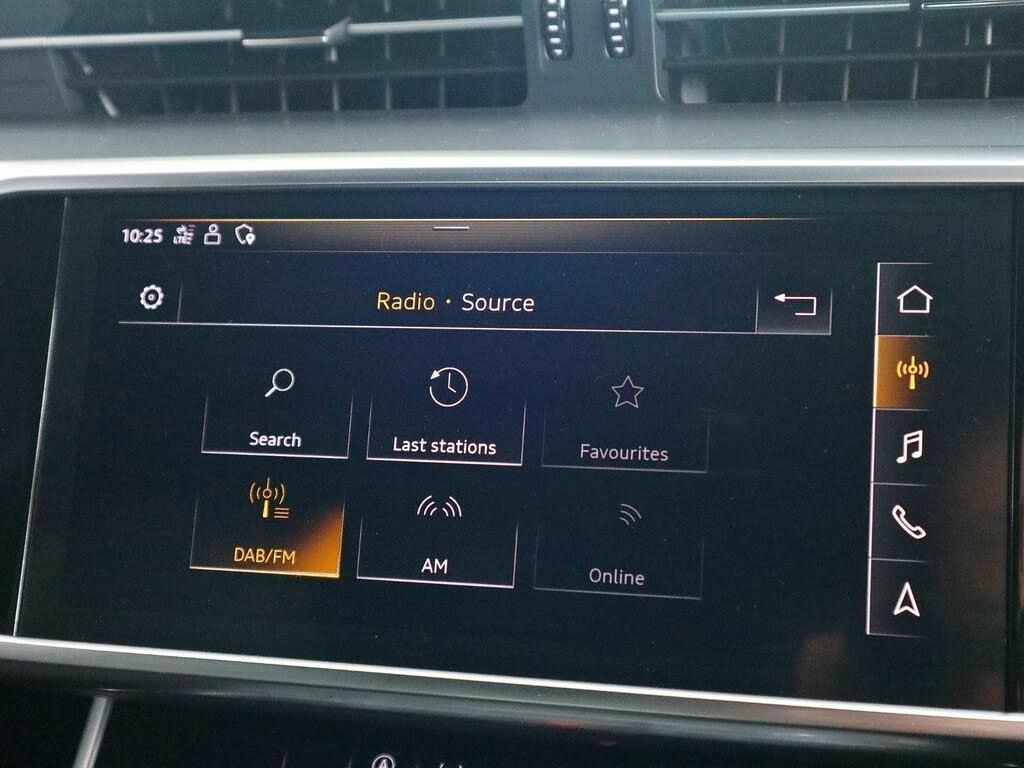 10:25 LTE
Radio · Source
Search
Last stations
Favourites
DAB/FM
AM
Online